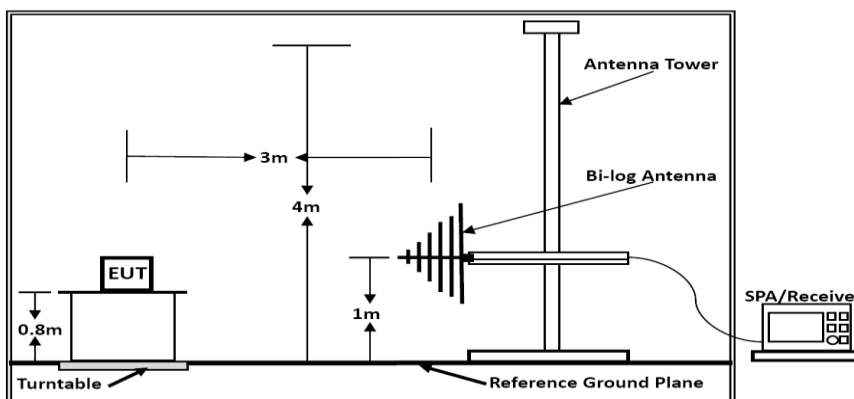 Antenna Tower
3m
Bi-log Antenna
4m
EUT
SPA/Receive
0.8m
1m
Turntable
Reference Ground Plane